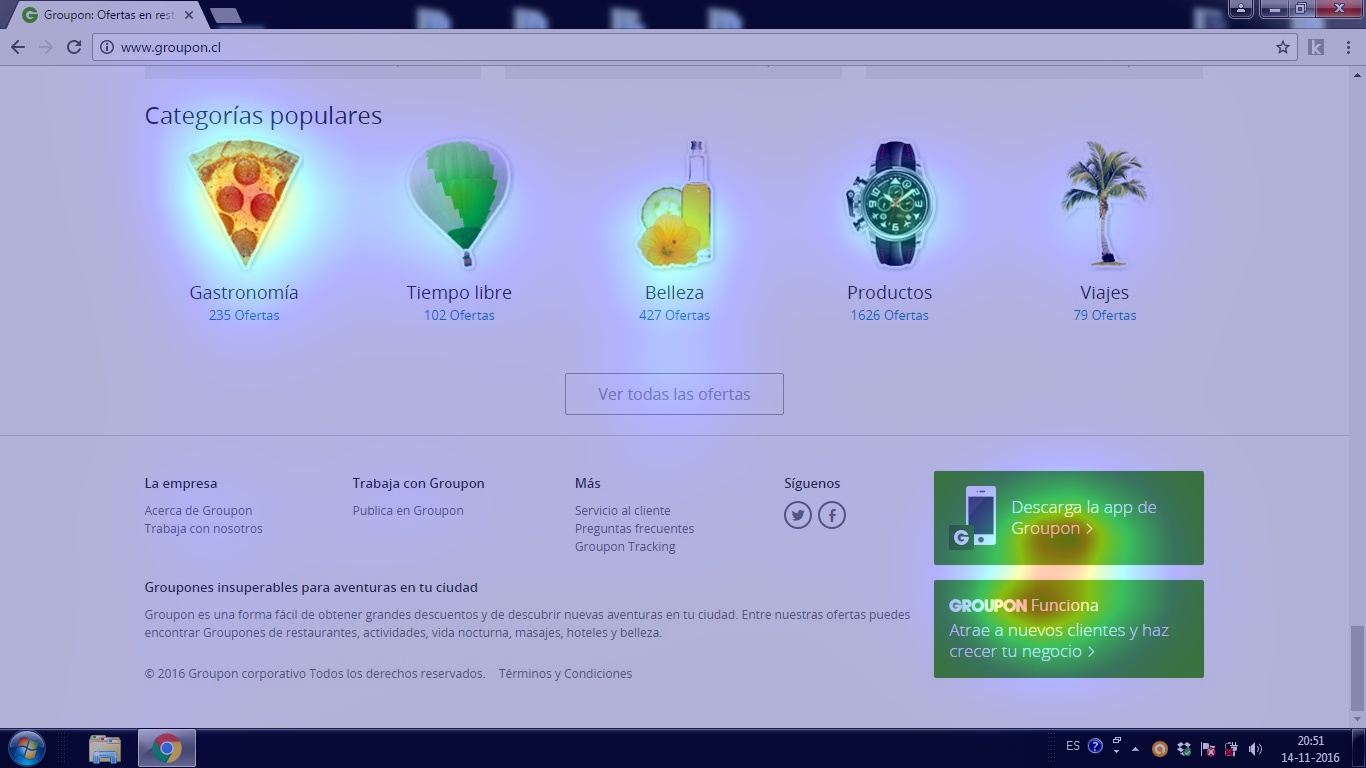 Groupon: Ofertas en rest
www.groupon.cl
Categorías populares
Gastronomía
235 Ofertas
Tiempo libre
102 Ofertas
Belleza
427 Ofertas
Productos
1626 Ofertas
Viajes
79 Ofertas
Ver todas las ofertas
La empresa
Acerca de Groupon
Trabaja con nosotros
Trabaja con Groupon
Publica en Groupon
Más
Servicio al cliente
Preguntas frecuentes
Groupon Tracking
Síguenos
Descarga la app de
Groupon >
G
GROUPON Funciona
Atrae a nuevos clientes y haz
crecer tu negocio >
Groupones insuperables para aventuras en tu ciudad
Groupon es una forma fácil de obtener grandes descuentos y de descubrir nuevas aventuras en tu ciudad. Entre nuestras ofertas puedes
encontrar Groupones de restaurantes, actividades, vida nocturna, masajes, hoteles y belleza.
© 2016 Groupon corporativo Todos los derechos reservados. Términos y Condiciones
ES
20:51
14-11-2016